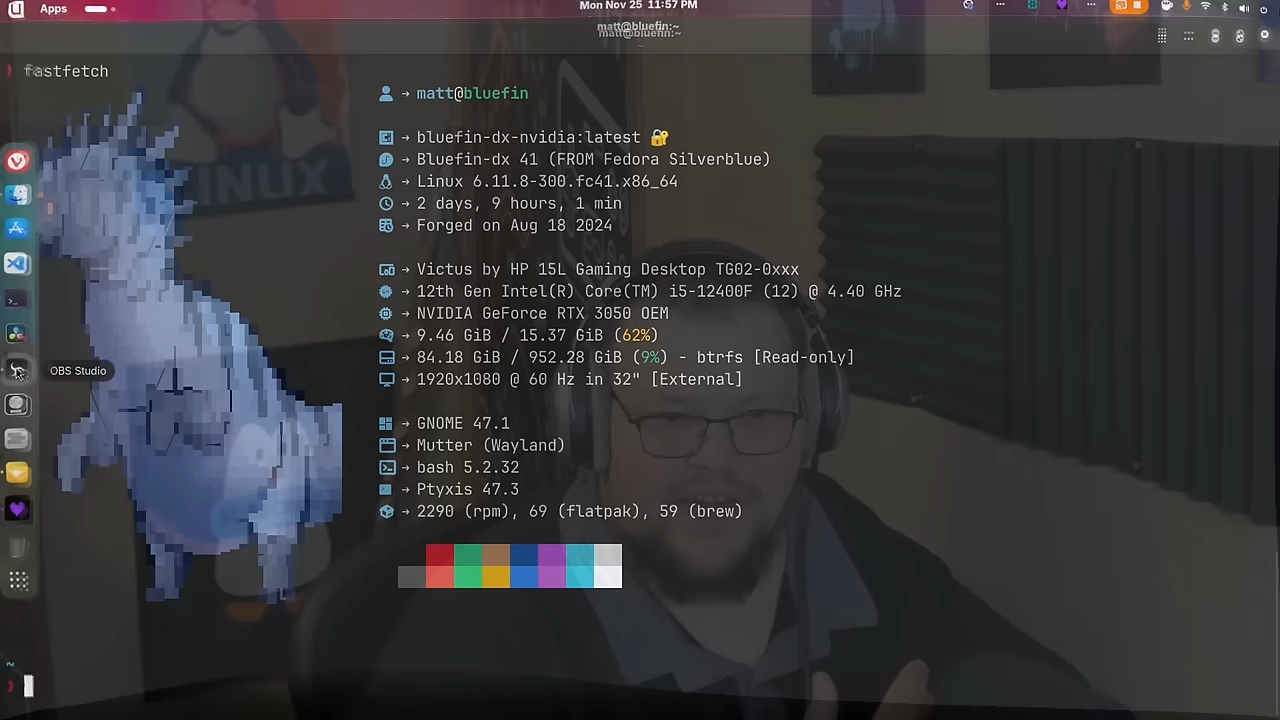 Apps
Mon Nov 25 11:57 PM
matt@bluefin:~
matt@bluefin:~
fastfetch
matt@bluefin
LINUX
bluefin-dx-nvidia:latest
Bluefin-dx 41 (FROM Fedora Silverblue)
Linux 6.11.8-300.fc41.x86_64
2 days, 9 hours, 1 min
Forged on Aug 18 2024
Victus by HP 15L Gaming Desktop TG02-0xxx
12th Gen Intel(R) Core(TM) i5-12400F (12) @ 4.40 GHz
NVIDIA GeForce RTX 3050 OEM
9.46 GiB / 15.37 GiB (62%)
84.18 GiB / 952.28 GiB (9%) - btrfs [Read-only]
OBS Studio
1920x1080 @ 60 Hz in 32" [External]
GNOME 47.1
Mutter (Wayland)
bash 5.2.32
Ptyxis 47.3
2290 (rpm), 69 (flatpak), 59 (brew)
~